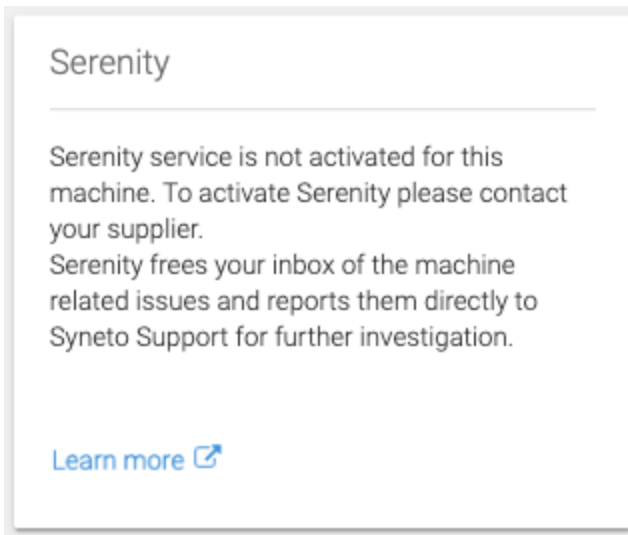 Serenity
Serenity service is not activated for this
machine. To activate Serenity please contact
your supplier.
Serenity frees your inbox of the machine
related issues and reports them directly to
Syneto Support for further investigation.
Learn more